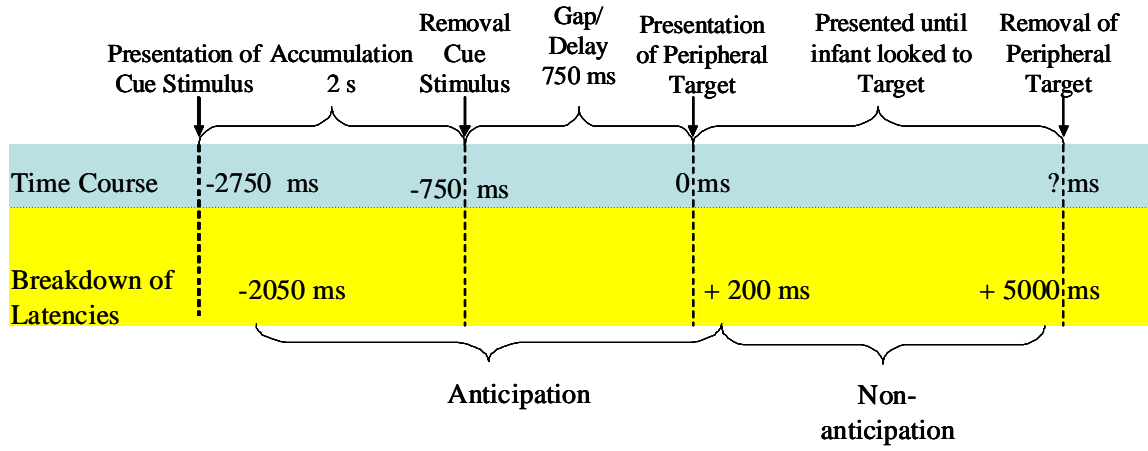 Presentation of
Cue Stimulus
Accumulation
2 s
Removal
Cue
Stimulus
Gap/
Delay
750 ms
Presentation
of Peripheral
Target
Presented until
infant looked to
Target
Removal of
Peripheral
Target
Time Course
-2750 ms
-750 ms
0 ms
? ms
Breakdown of
Latencies
-2050 ms
+ 200 ms
+ 5000 ms
Anticipation
Non-
anticipation